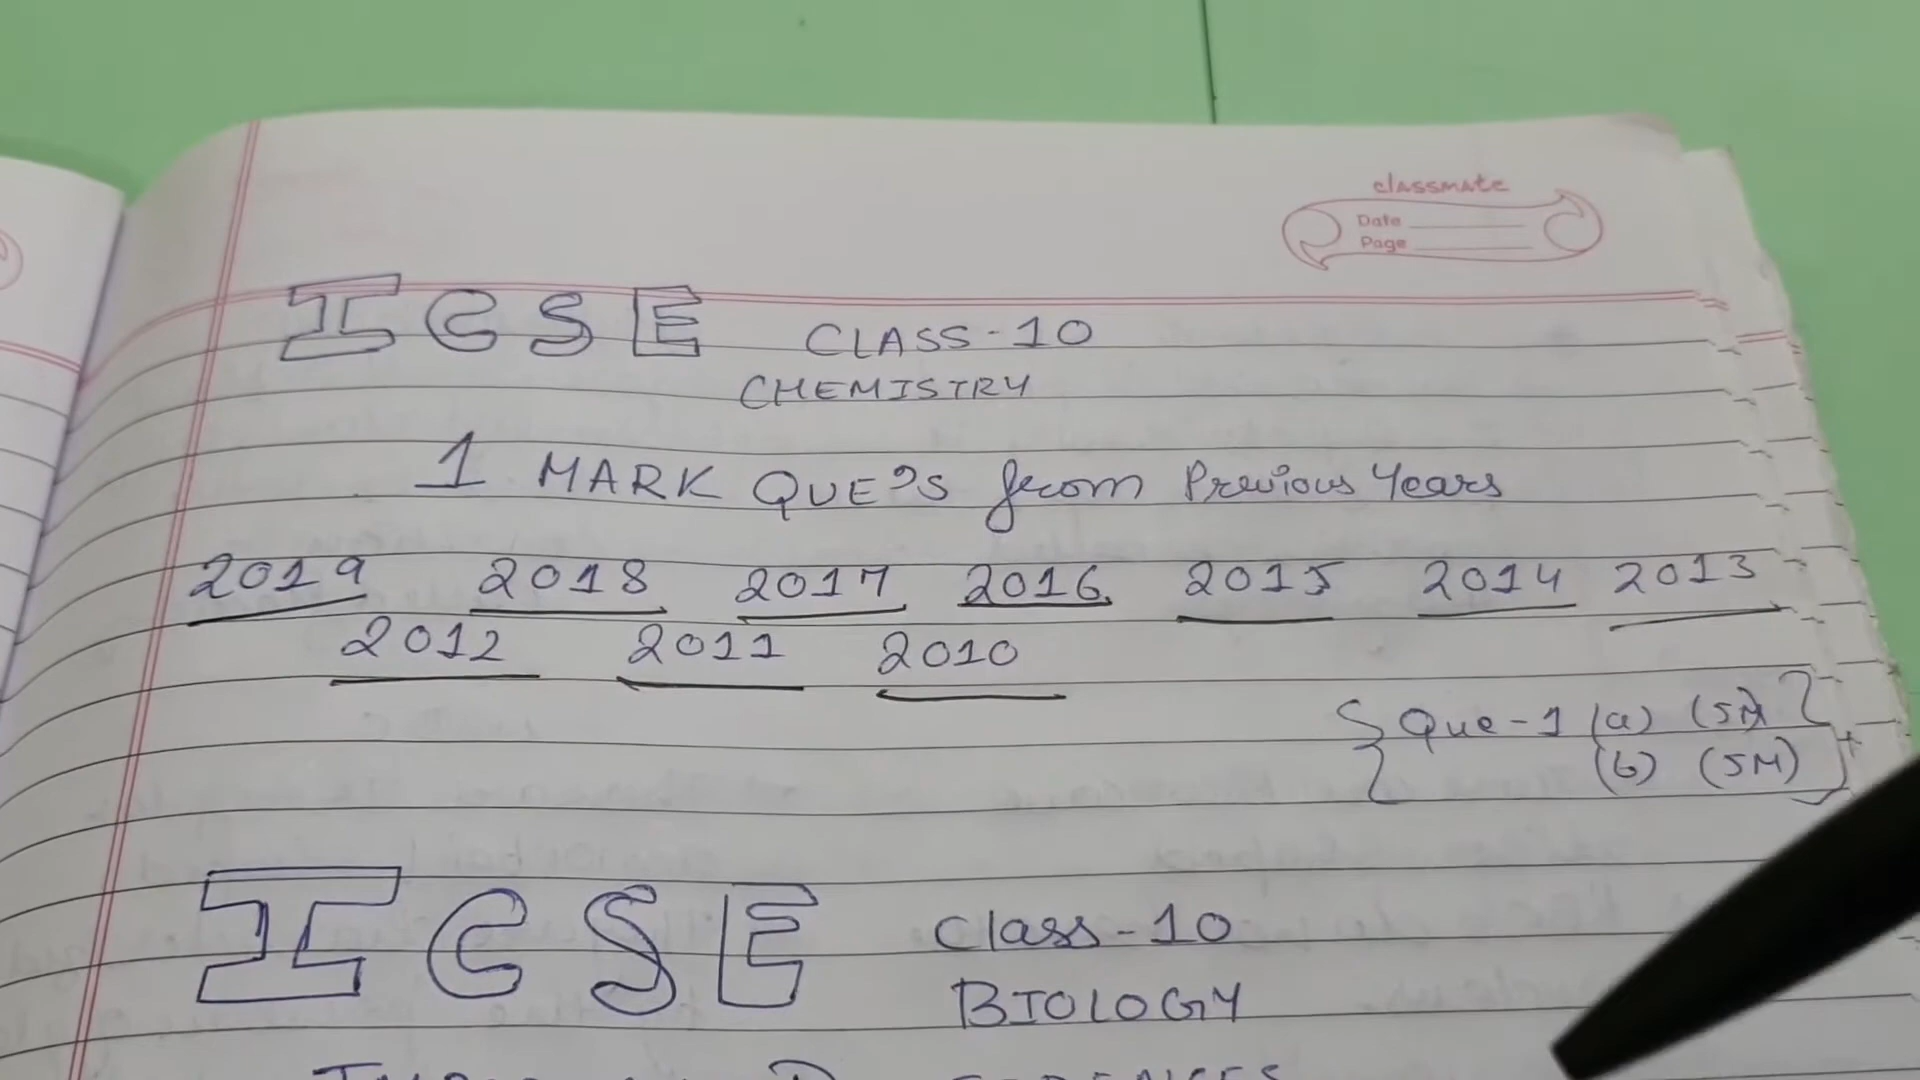 classmate
Date
Page
ICSE CLASS-10
CHEMISTRY
1 MARK QUE's from Previous Years
2019 2018 2017 2016 2015 2014 2013
2012 2011 2010
{ Que-1 (a) (5M) }
(b) (5M)
ICSE Class-10
BIOLOGY